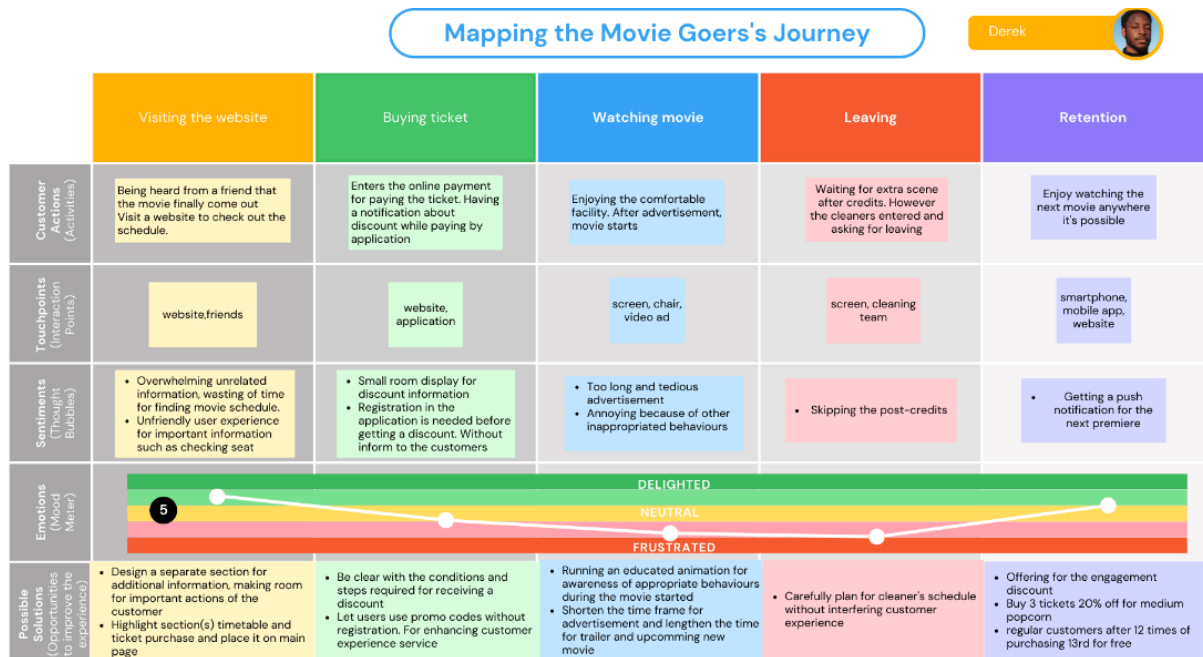 Mapping the Movie Goers's Journey
Derek
Visiting the website
Buying ticket
Watching movie
Leaving
Retention
Customer
Actions
(Activities)
Being heard from a friend that
the movie finally come out
Visit a website to check out the
schedule.
Enters the online payment
for paying the ticket. Having
a notification about
discount while paying by
application
Enjoying the comfortable
facility. After advertisement,
movie starts
Waiting for extra scene
after credits. However
the cleaners entered and
asking for leaving
Enjoy watching the
next movie anywhere
it's possible
Touchpoints
(Interaction
Points)
website,friends
website,
application
screen, chair,
video ad
screen, cleaning
team
smartphone,
mobile app,
website
Sentiments
(Thought
Bubbles)
• Overwhelming unrelated
information, wasting of time
for finding movie schedule.
• Unfriendly user experience
for important information
such as checking seat
• Small room display for
discount information
• Registration in the
application is needed before
getting a discount. Without
inform to the customers
• Too long and tedious
advertisement
• Annoying because of other
inappropriated behaviours
• Skipping the post-credits
• Getting a push
notification for the
next premiere
Emotions
(Mood
Meter)
5
DELIGHTED
NEUTRAL
FRUSTRATED
Possible
Solutions
(Opportunities
to improve the
experience)
• Design a separate section for
additional information, making room
for important actions of the
customer
• Highlight section(s) timetable and
ticket purchase and place it on main
page
• Be clear with the conditions and
steps required for receiving a
discount
• Let users use promo codes without
registration. For enhancing customer
experience service
• Running an educated animation for
awareness of appropriate behaviours
during the movie started
• Shorten the time frame for
advertisement and lengthen the time
for trailer and upcomming new
movie
• Carefully plan for cleaner's schedule
without interfering customer
experience
• Offering for the engagement
discount
• Buy 3 tickets 20% off for medium
popcorn
• regular customers after 12 times of
purchasing 13rd for free